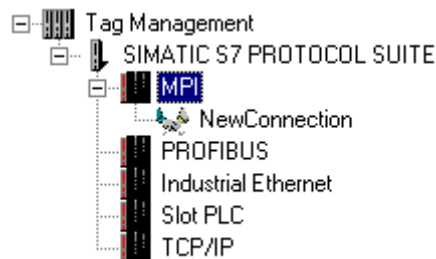 Tag Management
SIMATIC S7 PROTOCOL SUITE
MPI
NewConnection
PROFIBUS
Industrial Ethernet
Slot PLC
TCP/IP